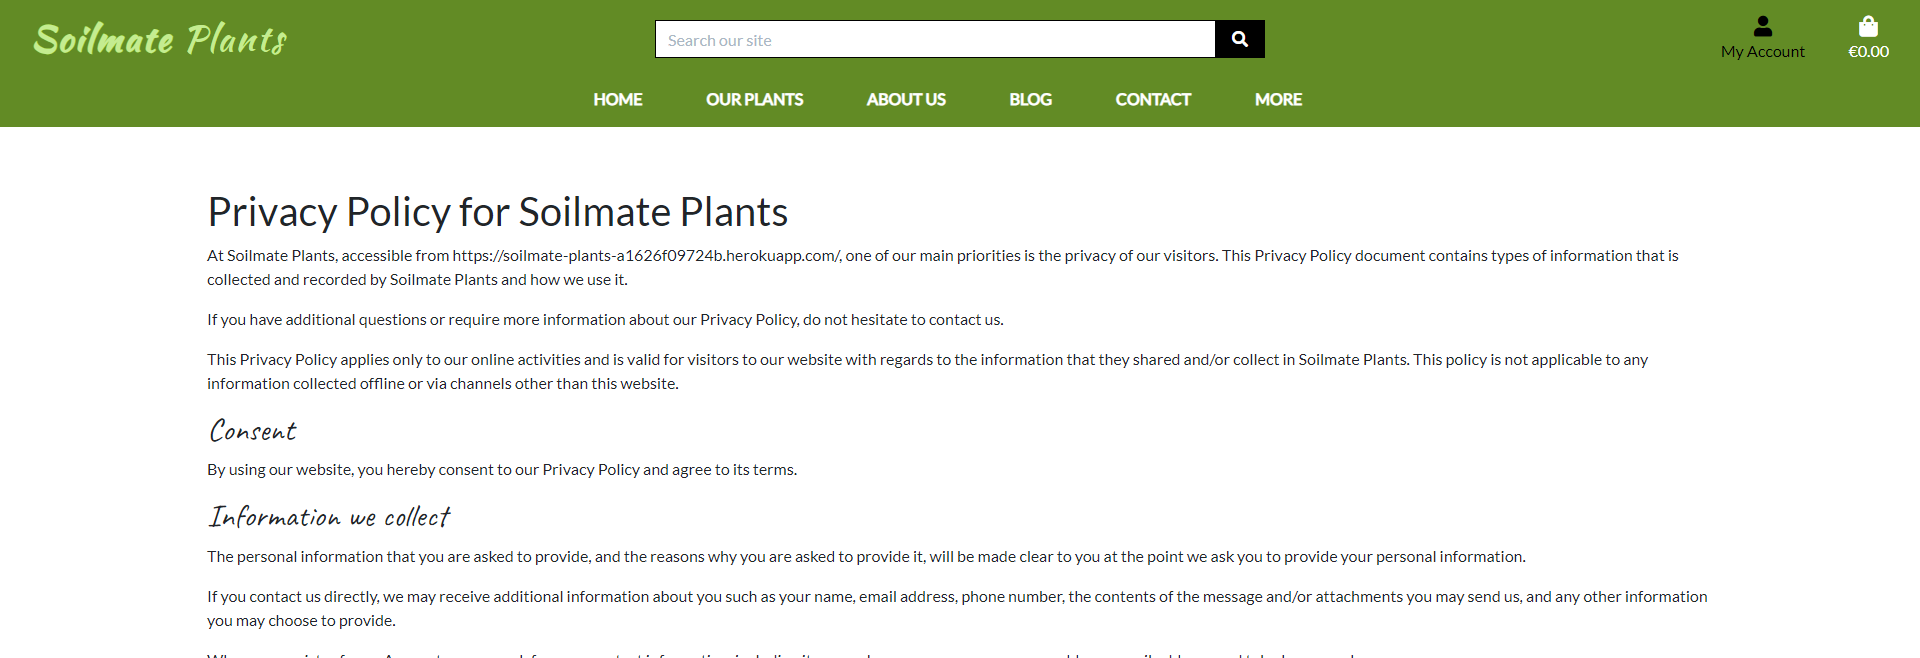 Soilmate Plants
Search our site
My Account
€0.00
HOME OUR PLANTS ABOUT US BLOG CONTACT MORE
Privacy Policy for Soilmate Plants
At Soilmate Plants, accessible from https://soilmate-plants-a1626f09724b.herokuapp.com/, one of our main priorities is the privacy of our visitors. This Privacy Policy document contains types of information that is
collected and recorded by Soilmate Plants and how we use it.
If you have additional questions or require more information about our Privacy Policy, do not hesitate to contact us.
This Privacy Policy applies only to our online activities and is valid for visitors to our website with regards to the information that they shared and/or collect in Soilmate Plants. This policy is not applicable to any
information collected offline or via channels other than this website.
Consent
By using our website, you hereby consent to our Privacy Policy and agree to its terms.
Information we collect
The personal information that you are asked to provide, and the reasons why you are asked to provide it, will be made clear to you at the point we ask you to provide your personal information.
If you contact us directly, we may receive additional information about you such as your name, email address, phone number, the contents of the message and/or attachments you may send us, and any other information
you may choose to provide.